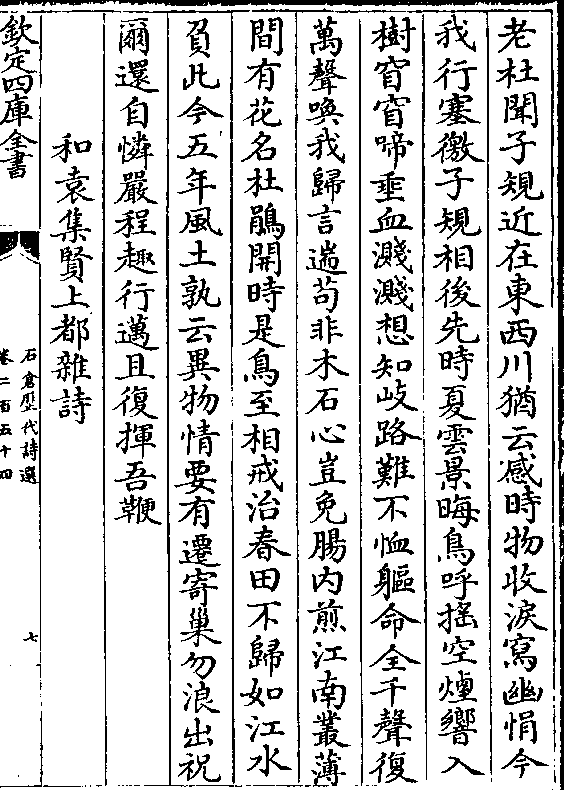 老杜聞子規近在東西川猶云感時物收淚寫幽悁今
我行塞徼子規相後先時夏雲景晦鳥呼搖空煙響入
樹窅窅啼垂血濺濺想知岐路難不恤軀命全千聲復
萬聲喚我歸言遄苟非木石心豈免腸內煎江南叢薄
間有花名杜鵑開時是鳥至相戒治春田不歸如江水
負此今五年風土孰云異物情要有遷寄巢勿浪出祝
爾還自憐嚴程趣行邁且復揮吾鞭
和袁集賢上都雜詩
欽定四庫全書
石倉歷代詩選
卷二百五十四
七